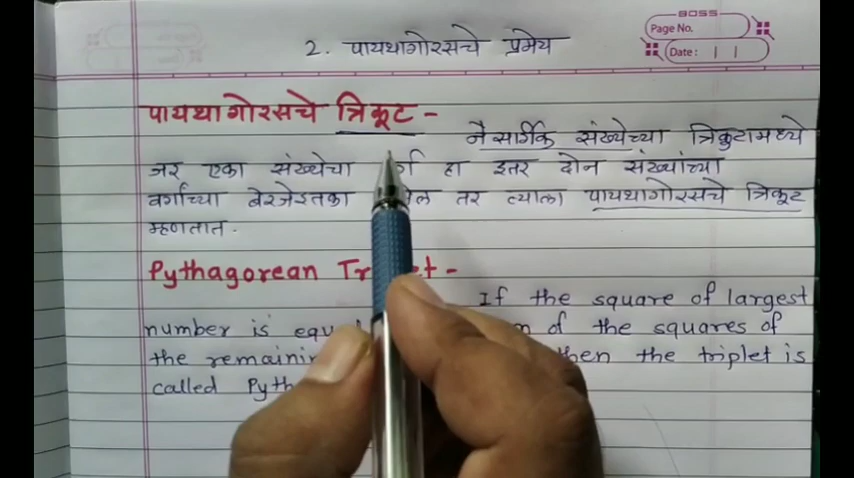 BOSS
Page No.
Date: | |
2. पायथागोरसचे प्रमेय
पायथागोरसचे त्रिकूट -
नैसर्गिक संख्येच्या त्रिकुटामध्ये
जर एका संख्येचा हा इतर दोन संख्यांच्या
वर्गाच्या बेरजेइतका तर त्याला पायथागोरसचे त्रिकूट
म्हणतात.
Pythagorean -
If the square of largest
number is of the squares of
the then the triplet is
called